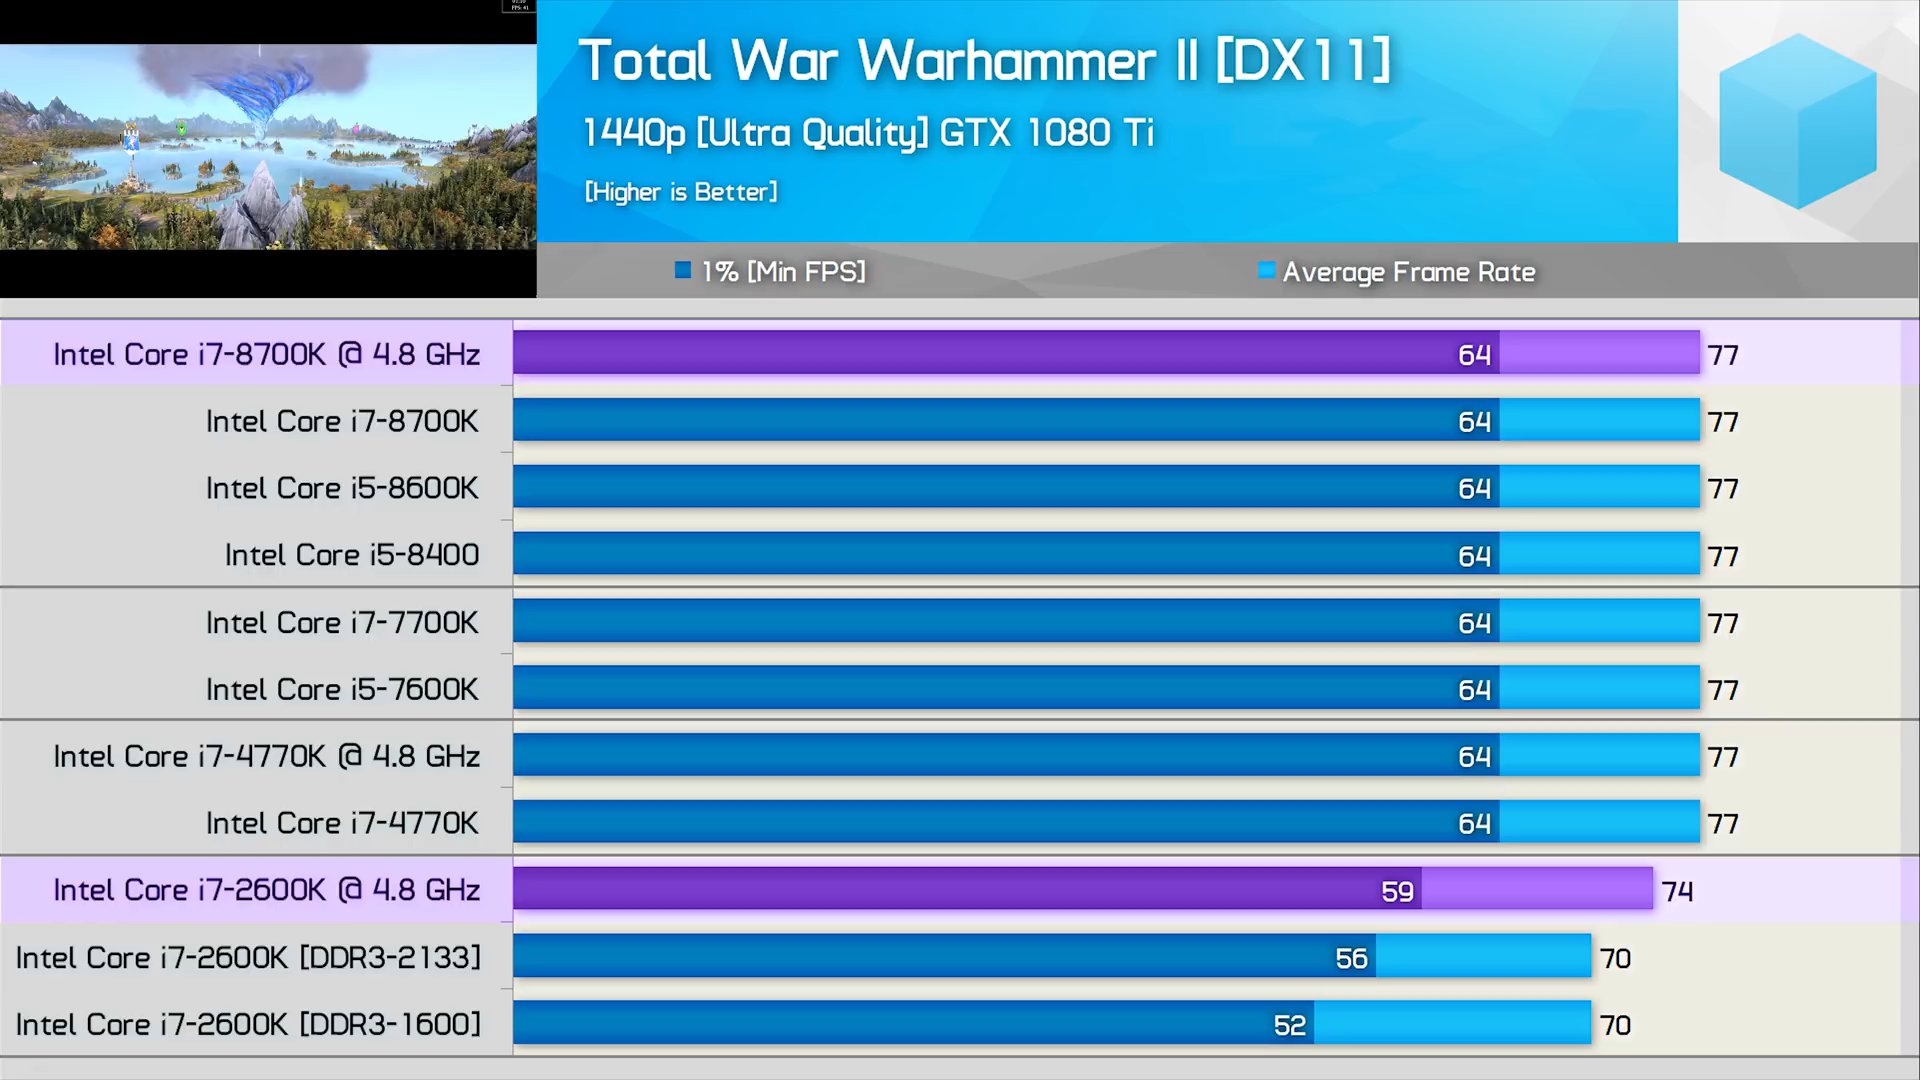 Total War Warhammer II [DX11]
1440p [Ultra Quality] GTX 1080 Ti
[Higher is Better]
1% [Min FPS]
Average Frame Rate
Intel Core i7-8700K @ 4.8 GHz 64 77
Intel Core i7-8700K 64 77
Intel Core i5-8600K 64 77
Intel Core i5-8400 64 77
Intel Core i7-7700K 64 77
Intel Core i5-7600K 64 77
Intel Core i7-4770K @ 4.8 GHz 64 77
Intel Core i7-4770K 64 77
Intel Core i7-2600K @ 4.8 GHz 59 74
Intel Core i7-2600K [DDR3-2133] 56 70
Intel Core i7-2600K [DDR3-1600] 52 70